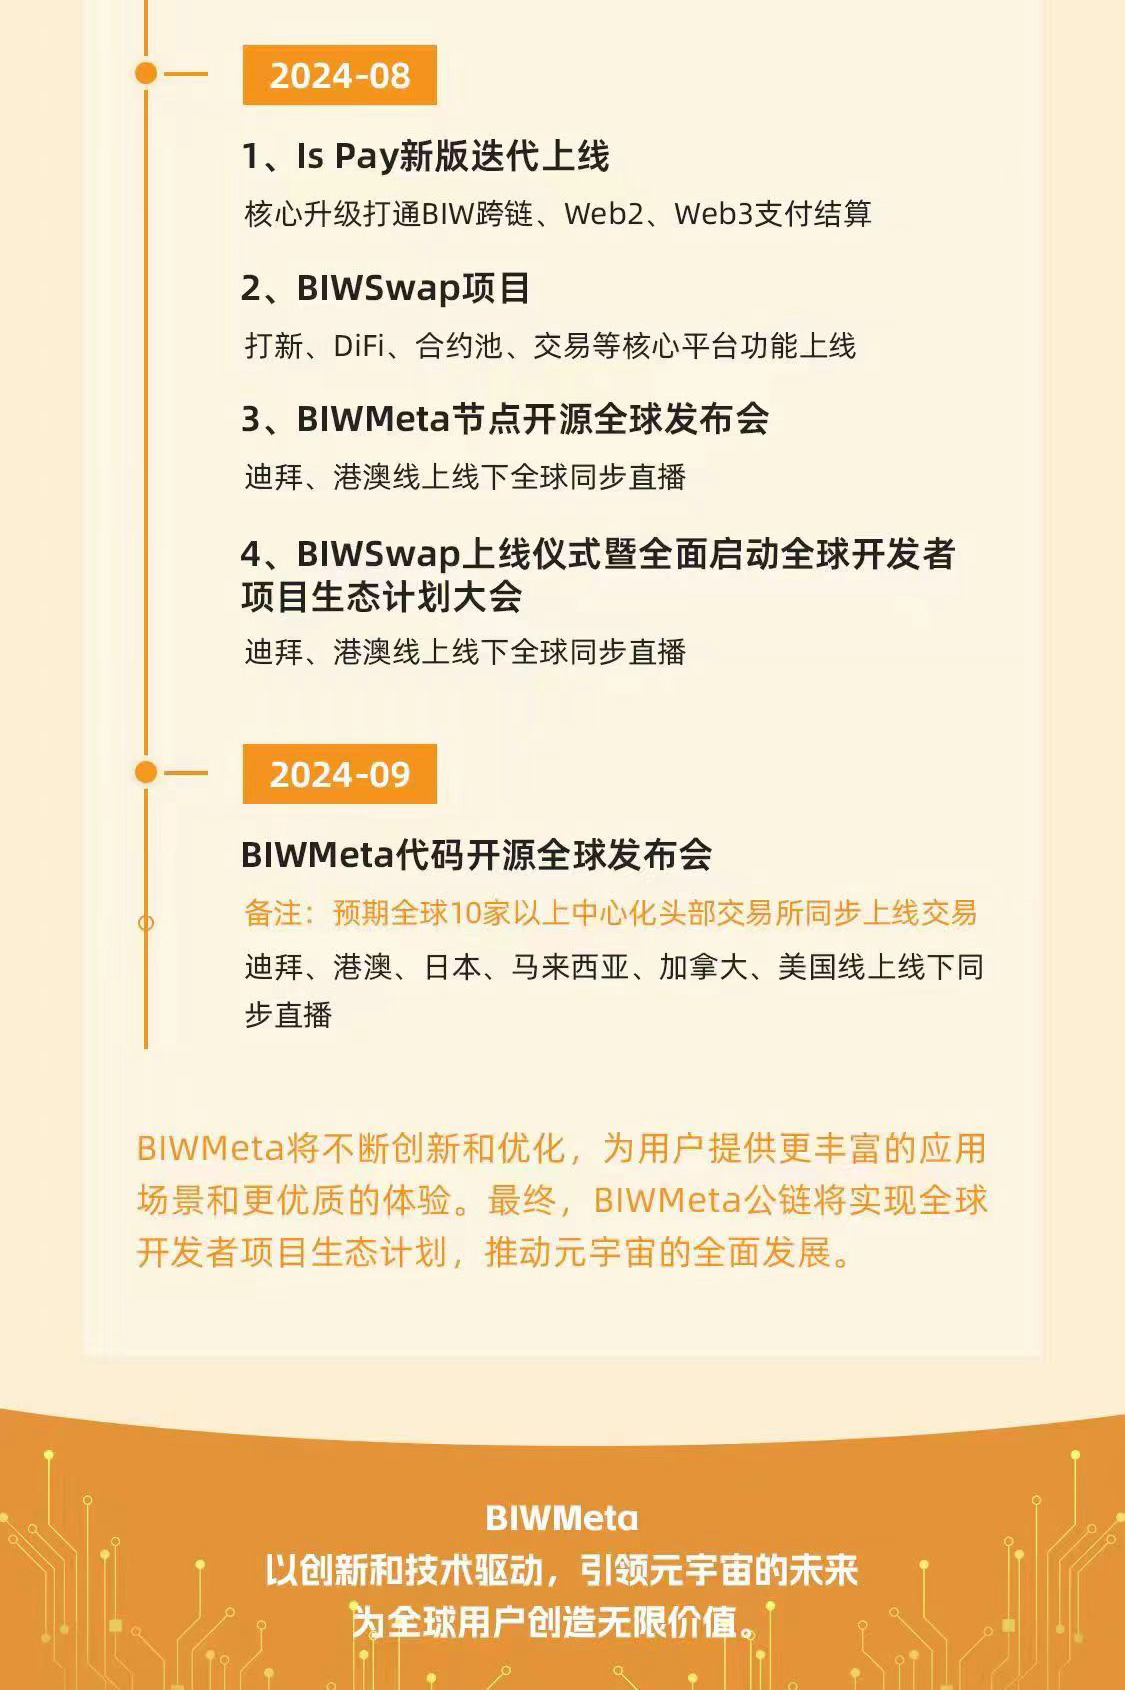 2024-08
1、Is Pay新版迭代上线
核心升级打通BIW跨链、Web2、Web3支付结算
2、BIWSwap项目
打新、DiFi、合约池、交易等核心平台功能上线
3、BIWMeta节点开源全球发布会
迪拜、港澳线上线下全球同步直播
4、BIWSwap上线仪式暨全面启动全球开发者
项目生态计划大会
迪拜、港澳线上线下全球同步直播
2024-09
BIWMeta代码开源全球发布会
备注：预期全球10家以上中心化头部交易所同步上线交易
迪拜、港澳、日本、马来西亚、加拿大、美国线上线下同
步直播
BIWMeta将不断创新和优化，为用户提供更丰富的应用
场景和更优质的体验。最终，BIWMeta公链将实现全球
开发者项目生态计划，推动元宇宙的全面发展。
BIWMeta
以创新和技术驱动，引领元宇宙的未来
为全球用户创造无限价值。